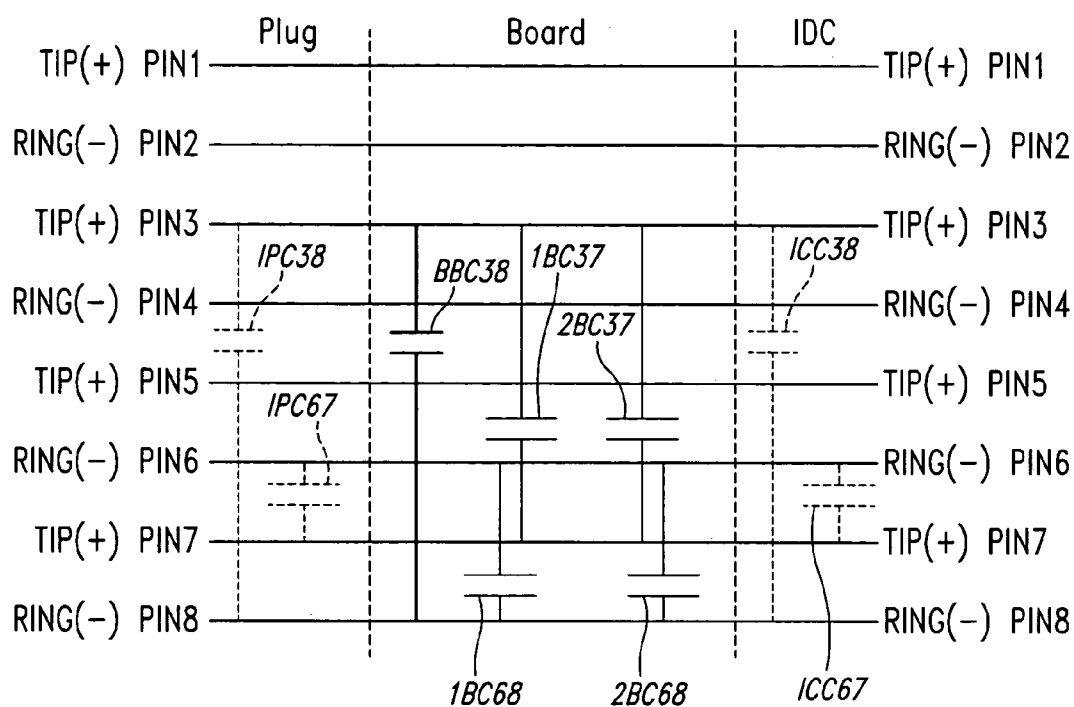 Plug Board IDC
TIP(+) PIN1 TIP(+) PIN1
RING(-) PIN2 RING(-) PIN2
TIP(+) PIN3 TIP(+) PIN3
IPC38 BBC38 1BC37 ICC38
RING(-) PIN4 RING(-) PIN4
2BC37
TIP(+) PIN5 TIP(+) PIN5
IPC67
RING(-) PIN6 RING(-) PIN6
TIP(+) PIN7 TIP(+) PIN7
RING(-) PIN8 RING(-) PIN8
1BC68 2BC68 ICC67